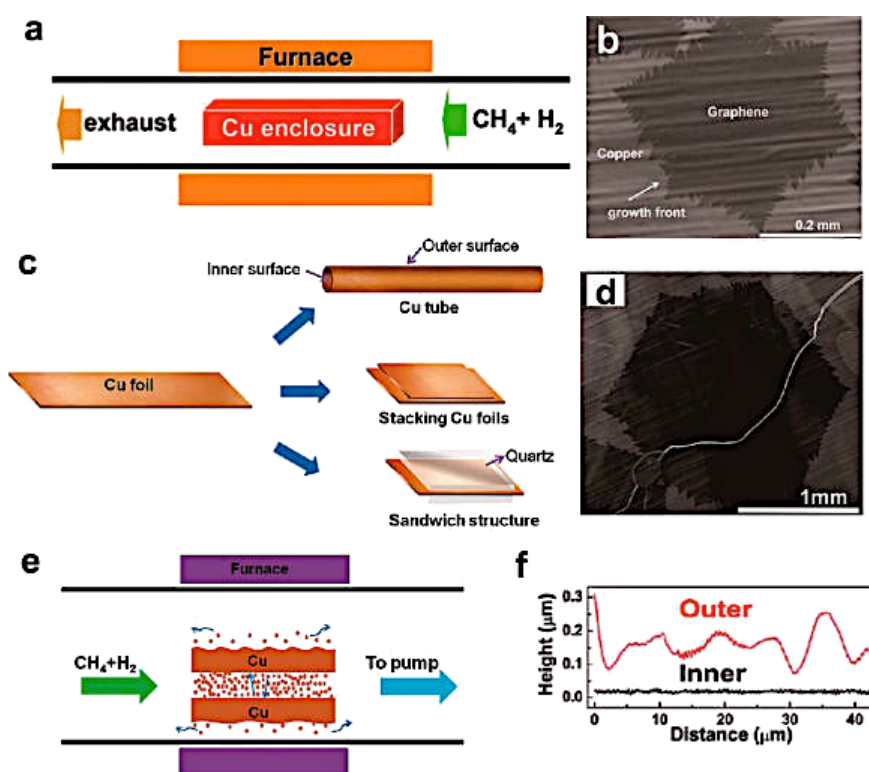 a
Furnace
exhaust
Cu enclosure
CH4+ H2
b
Graphene
Copper
growth front
0.2 mm
c
Outer surface
Inner surface
Cu tube
Cu foil
Stacking Cu foils
Quartz
Sandwich structure
d
1mm
e
Furnace
CH4+H2
Cu
Cu
To pump
f
Height (μm)
0.3
0.2
0.1
0.0
Outer
Inner
0 10 20 30 40
Distance (μm)